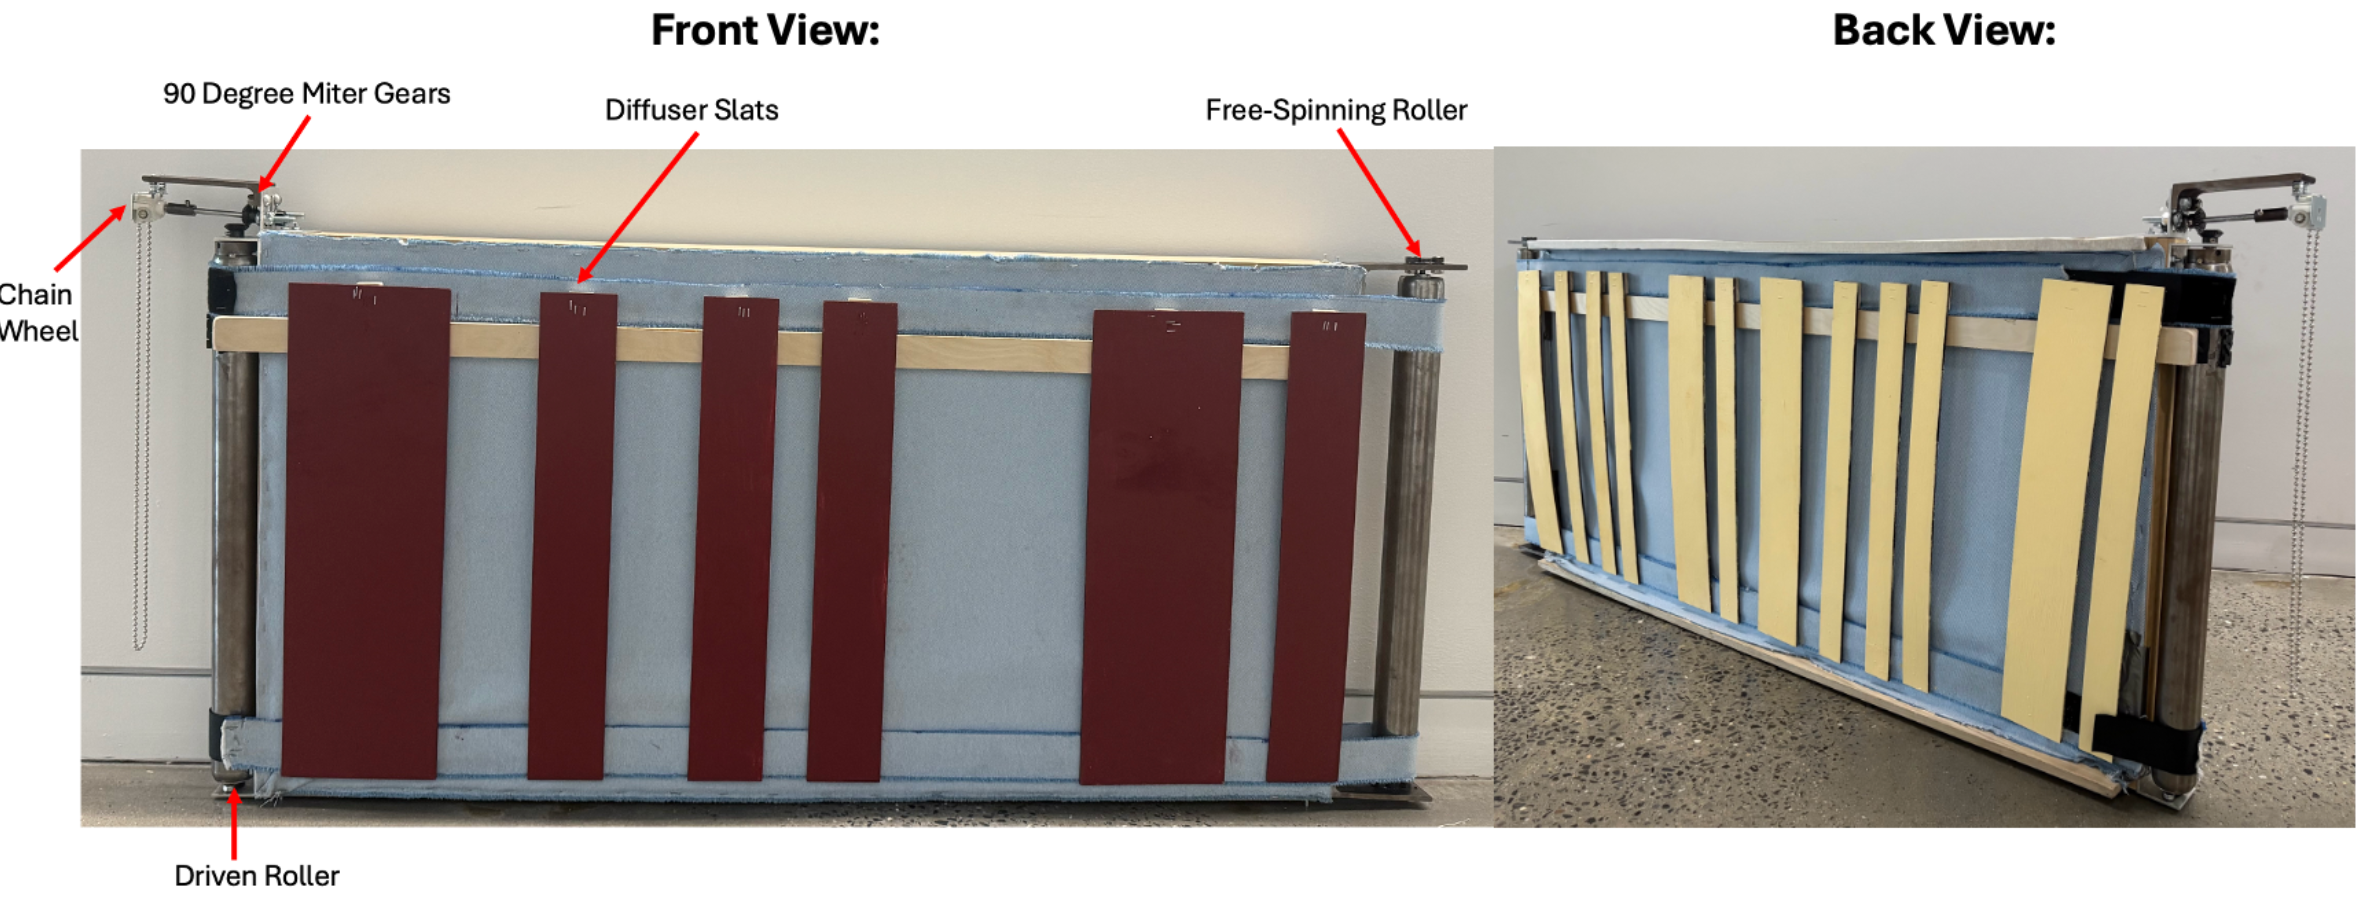 Front View:
Back View:
90 Degree Miter Gears
Diffuser Slats
Free-Spinning Roller
Chain
Wheel
Driven Roller